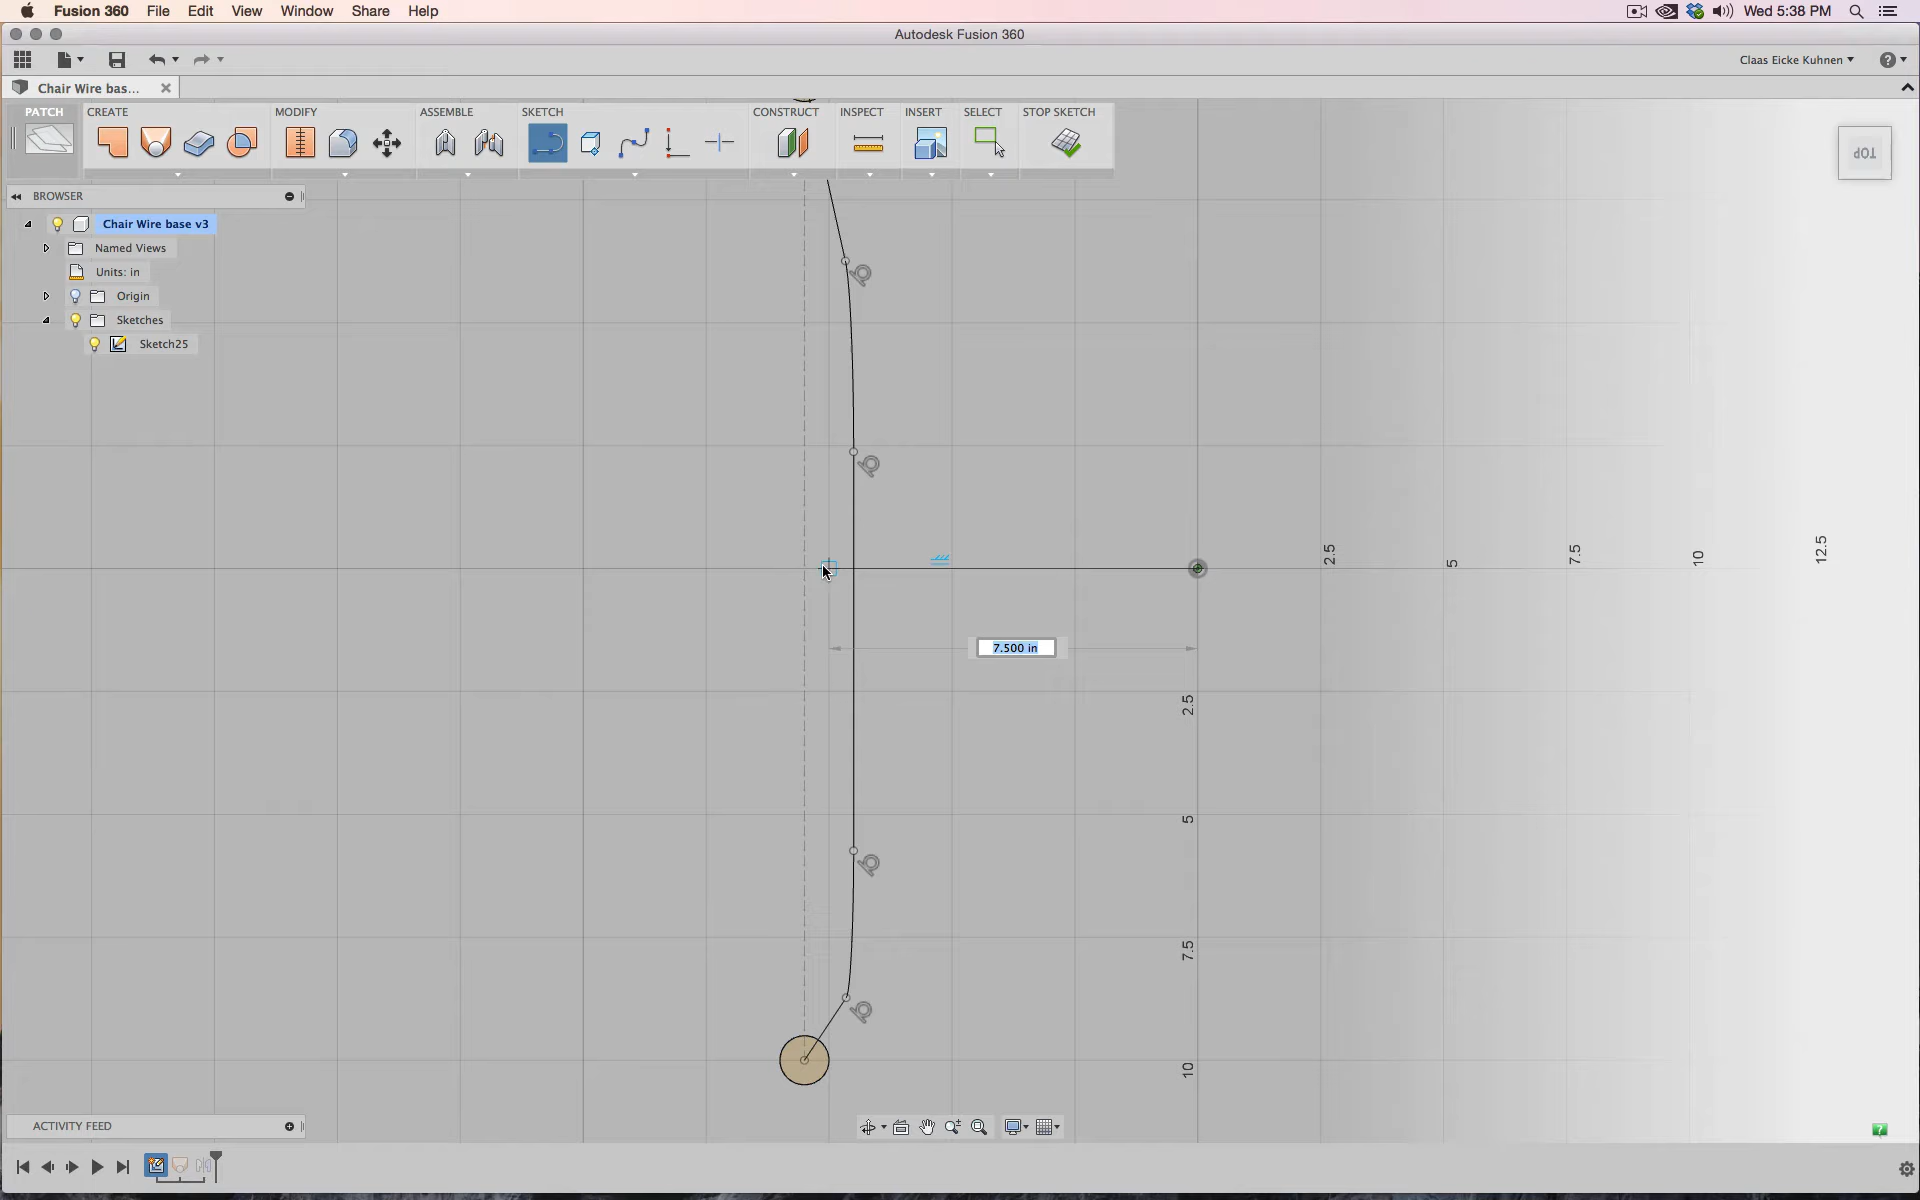 Fusion 360 File Edit View Window Share Help
Wed 5:38 PM
Autodesk Fusion 360
Claas Eicke Kuhnen
Chair Wire bas...
PATCH CREATE MODIFY ASSEMBLE SKETCH CONSTRUCT INSPECT INSERT SELECT STOP SKETCH
TOP
BROWSER
Chair Wire base v3
Named Views
Units: in
Origin
Sketches
Sketch25
2.5 5 7.5 10 12.5
7.500 in
2.5
5
7.5
10
ACTIVITY FEED